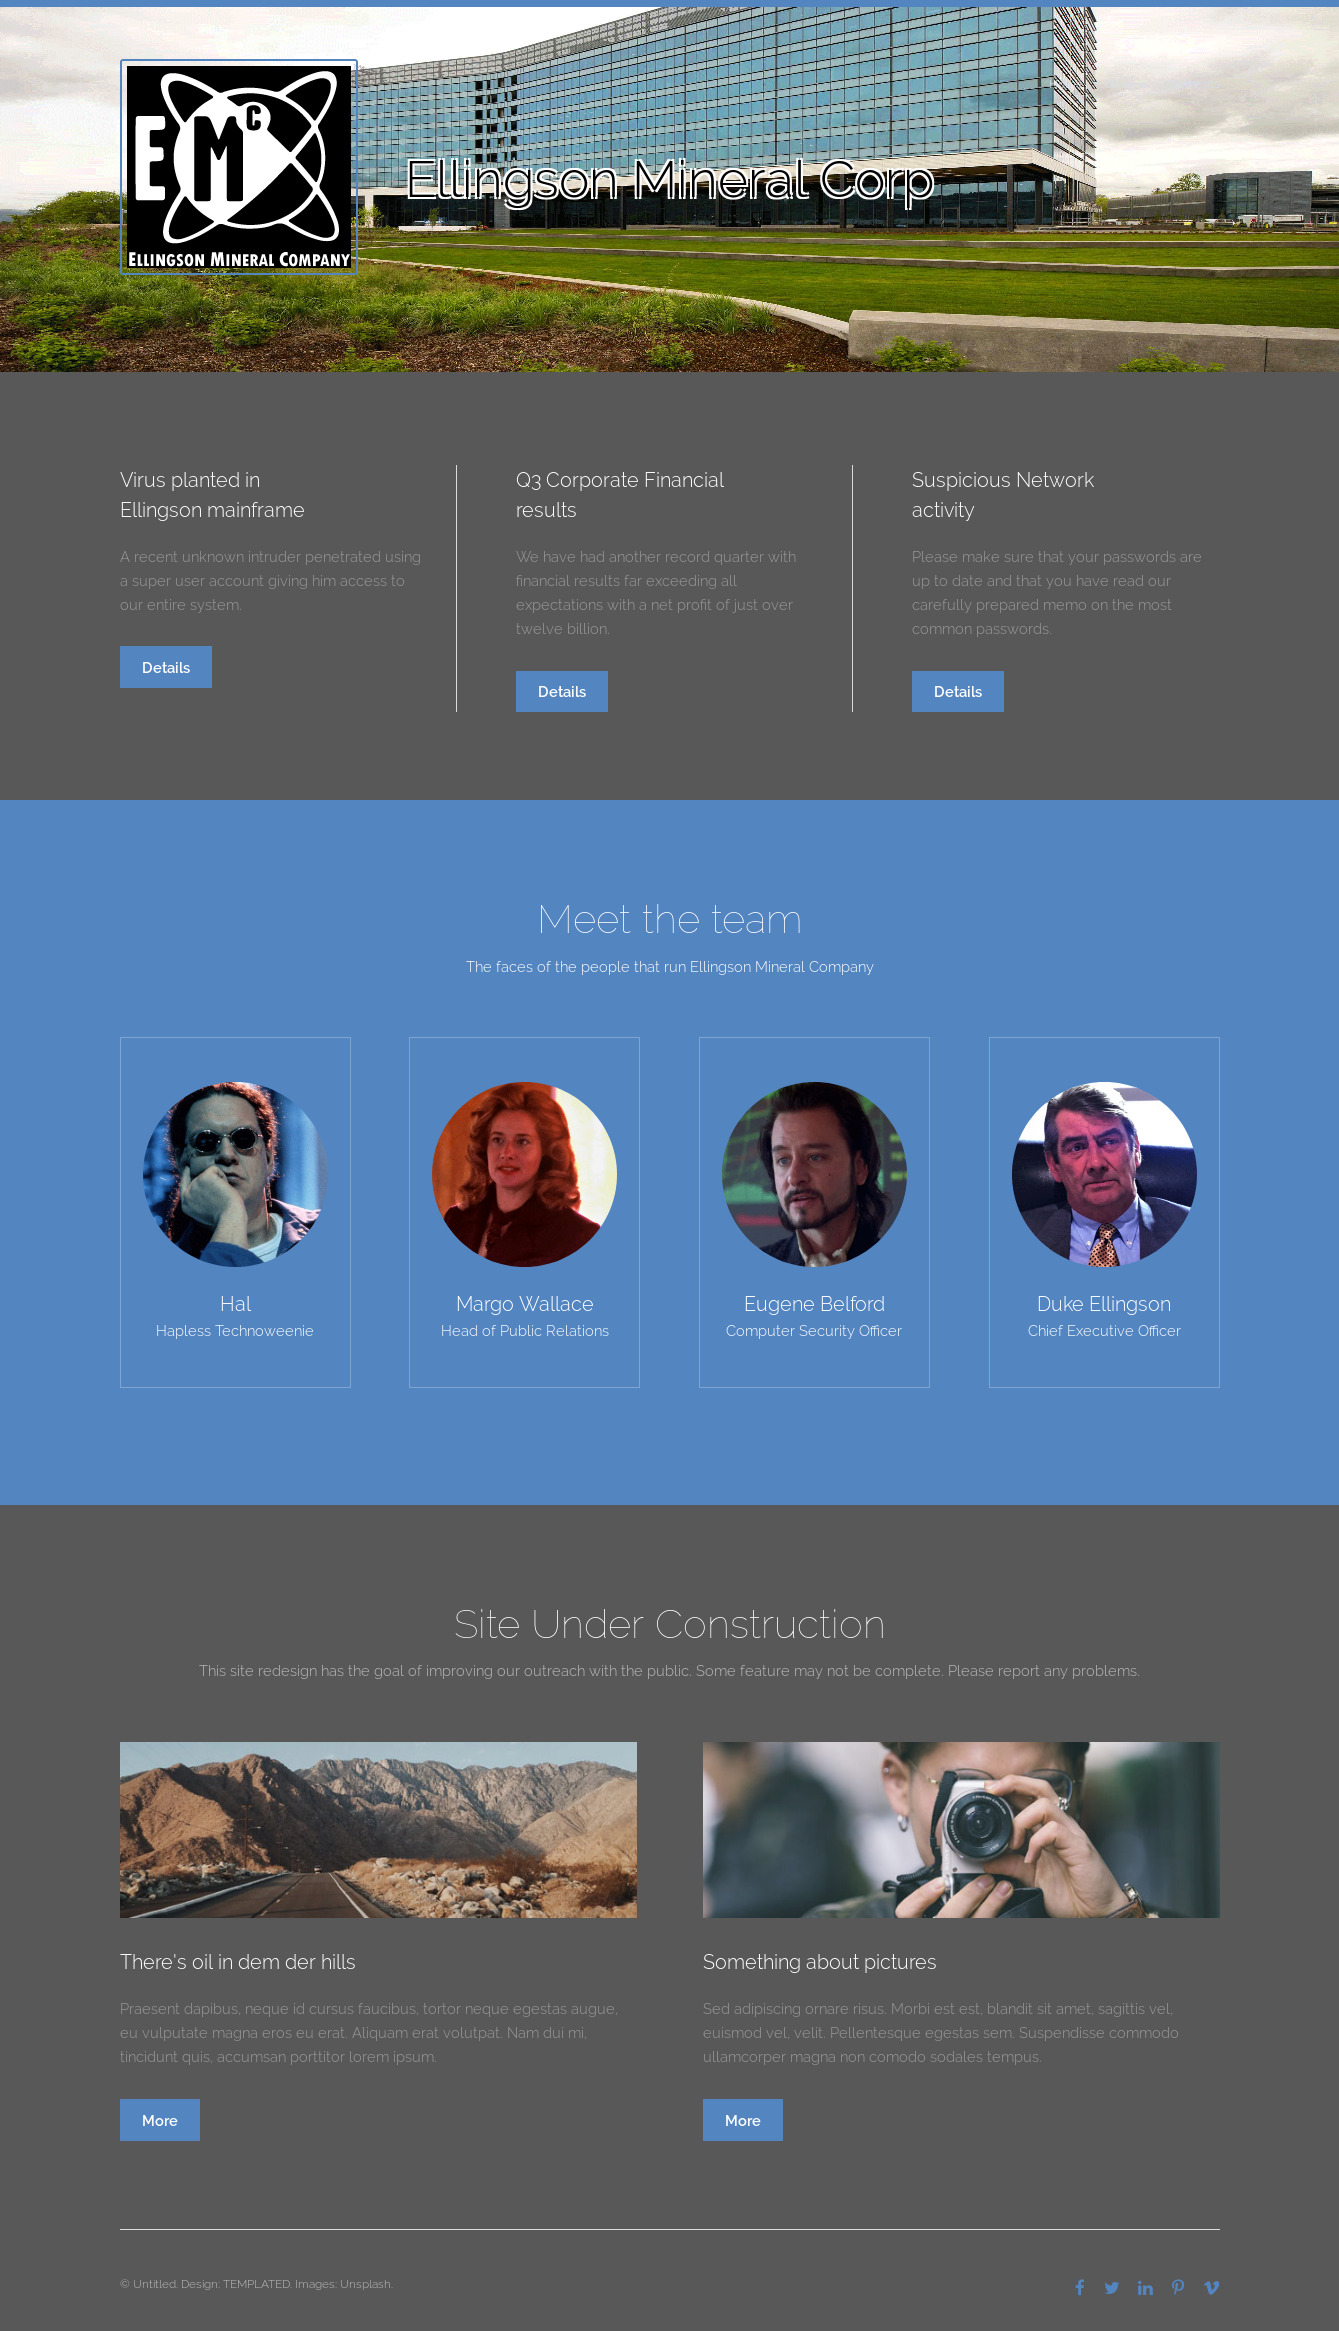 EMC
ELLINGSON MINERAL COMPANY
Ellingson Mineral Corp
Virus planted in
Ellingson mainframe
A recent unknown intruder penetrated using
a super user account giving him access to
our entire system.
Details
Q3 Corporate Financial
results
We have had another record quarter with
financial results far exceeding all
expectations with a net profit of just over
twelve billion.
Details
Suspicious Network
activity
Please make sure that your passwords are
up to date and that you have read our
carefully prepared memo on the most
common passwords.
Details
Meet the team
The faces of the people that run Ellingson Mineral Company
Hal
Hapless Technoweenie
Margo Wallace
Head of Public Relations
Eugene Belford
Computer Security Officer
Duke Ellingson
Chief Executive Officer
Site Under Construction
This site redesign has the goal of improving our outreach with the public. Some feature may not be complete. Please report any problems.
There's oil in dem der hills
Praesent dapibus, neque id cursus faucibus, tortor neque egestas augue,
eu vulputate magna eros eu erat. Aliquam erat volutpat. Nam dui mi,
tincidunt quis, accumsan porttitor lorem ipsum.
More
Something about pictures
Sed adipiscing ornare risus. Morbi est est, blandit sit amet, sagittis vel,
euismod vel, velit. Pellentesque egestas sem. Suspendisse commodo
ullamcorper magna non comodo sodales tempus.
More
© Untitled. Design: TEMPLATED. Images: Unsplash.